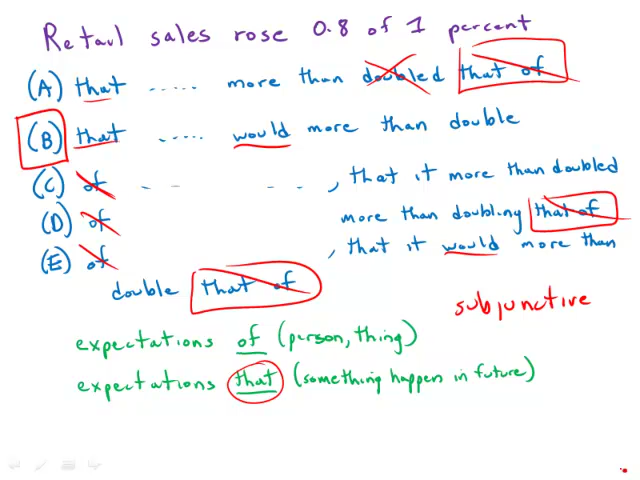 Retail sales rose 0.8 of 1 percent
(A) that ..... more than doubled that of
(B) that ..... would more than double
(C) of .. .. .. .., that it more than doubled
(D) of more than doubling that of
(E) of , that it would more than
double that of
subjunctive
expectations of (person, thing)
expectations that (something happen in future)